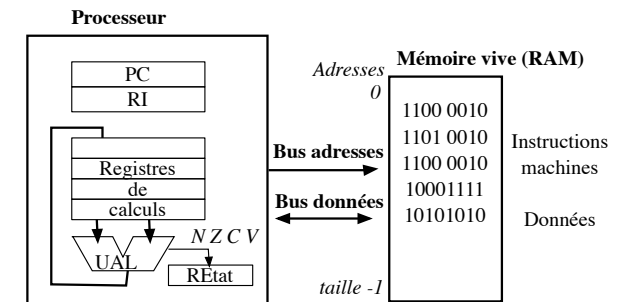 Processeur
PC
RI
Registres
de
calculs
UAL
N Z C V
REtat
Bus adresses
Bus données
Mémoire vive (RAM)
Adresses
0
1100 0010
1101 0010
1100 0010
10001111
10101010
Instructions
machines
Données
taille -1